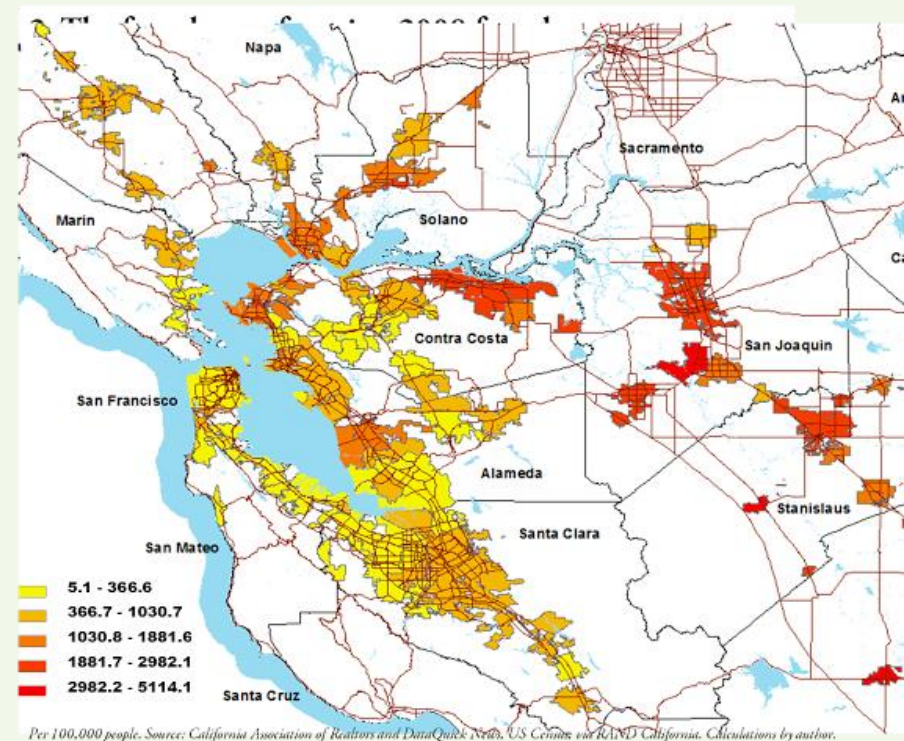 Napa
Sacramento
Marin
Solano
Contra Costa
San Joaquin
San Francisco
Alameda
Stanislaus
Santa Clara
San Mateo
5.1 - 366.6
366.7 - 1030.7
1030.8 - 1881.6
1881.7 - 2982.1
2982.2 - 5114.1
Santa Cruz
Per 100,000 people. Source: California Association of Realtors and DataQuick News, US Census via RAND California. Calculations by author.